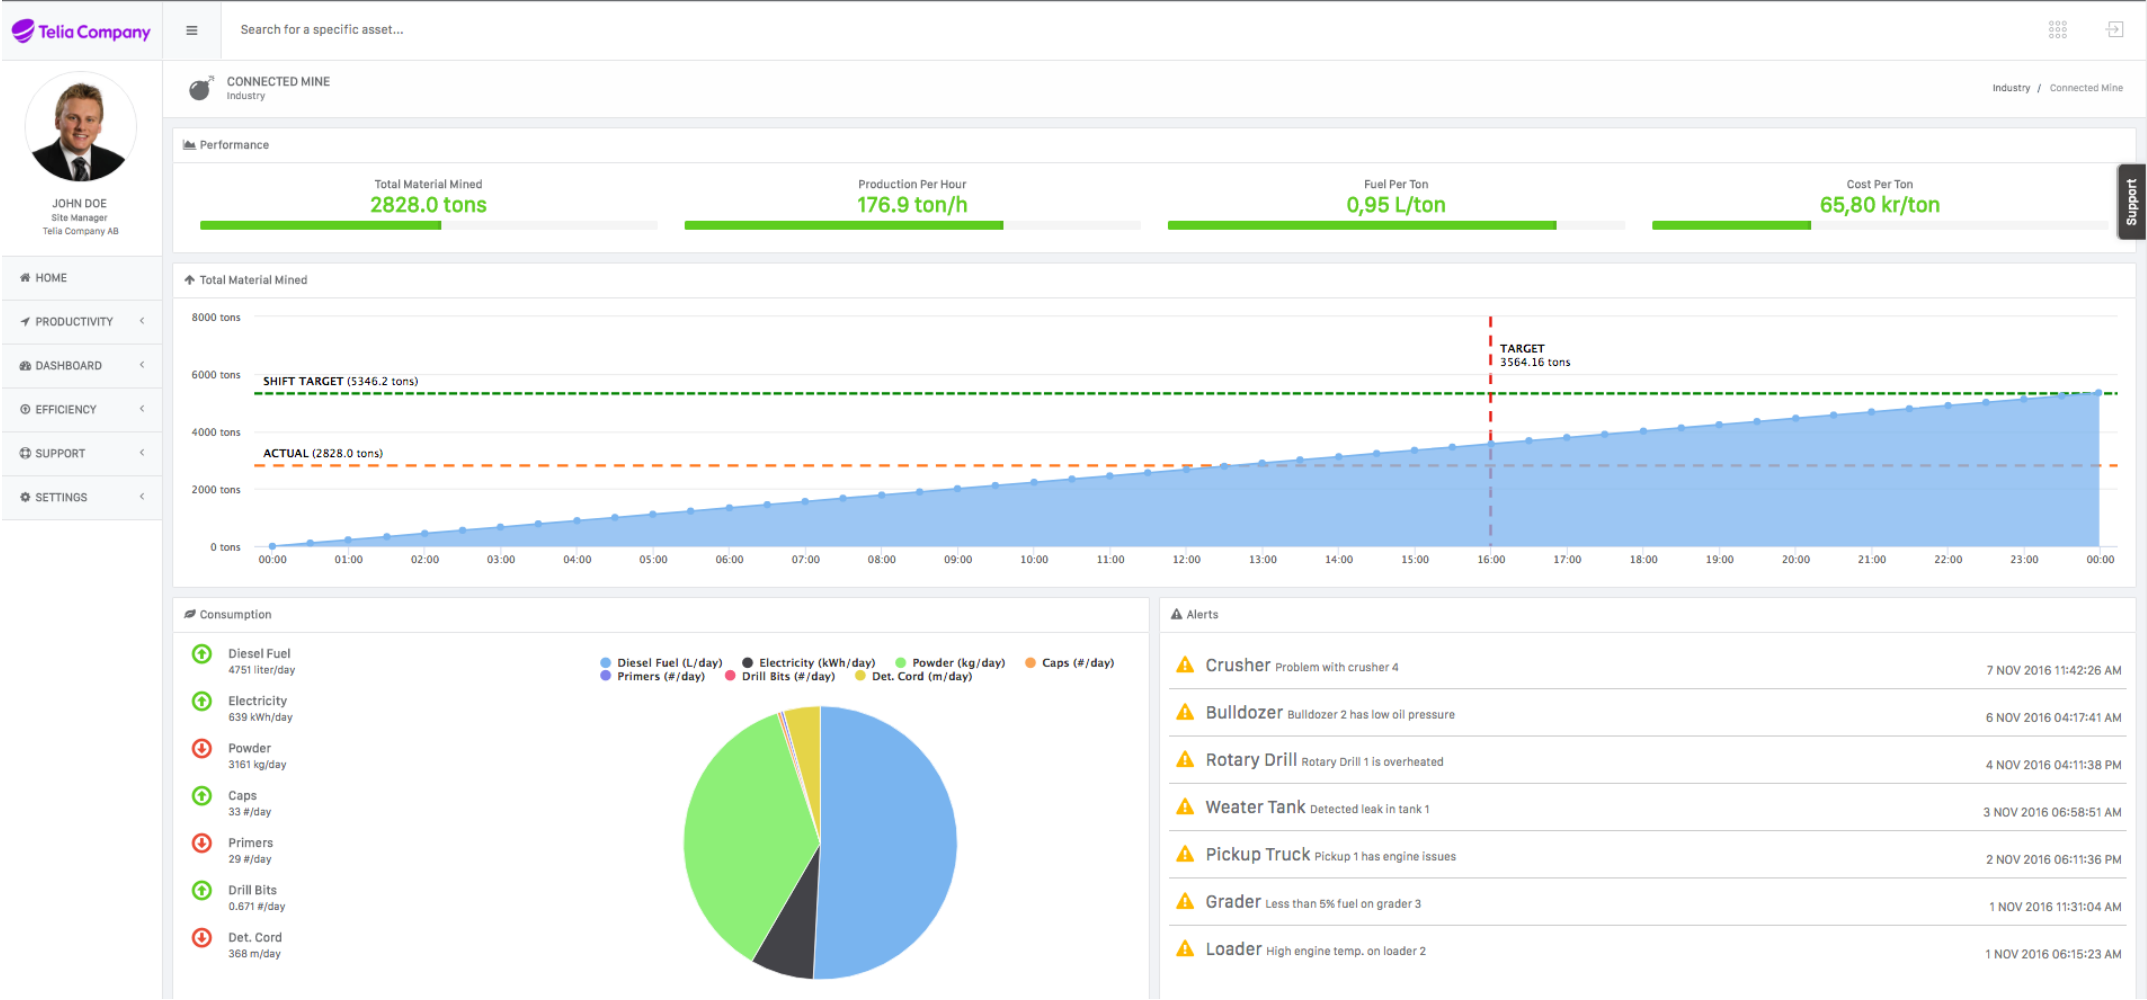 Telia Company
Search for a specific asset...
JOHN DOE
Site Manager
Telia Company AB
HOME
PRODUCTIVITY
DASHBOARD
EFFICIENCY
SUPPORT
SETTINGS
CONNECTED MINE
Industry
Industry / Connected Mine
Support
Performance
Total Material Mined
2828.0 tons
Production Per Hour
176.9 ton/h
Fuel Per Ton
0,95 L/ton
Cost Per Ton
65,80 kr/ton
Total Material Mined
8000 tons
6000 tons
4000 tons
2000 tons
0 tons
SHIFT TARGET (5346.2 tons)
ACTUAL (2828.0 tons)
TARGET
3564.16 tons
00:00 01:00 02:00 03:00 04:00 05:00 06:00 07:00 08:00 09:00 10:00 11:00 12:00 13:00 14:00 15:00 16:00 17:00 18:00 19:00 20:00 21:00 22:00 23:00 00:00
Consumption
Diesel Fuel
4751 liter/day
Electricity
639 kWh/day
Powder
3161 kg/day
Caps
33 #/day
Primers
29 #/day
Drill Bits
0.671 #/day
Det. Cord
368 m/day
Diesel Fuel (L/day) Electricity (kWh/day) Powder (kg/day) Caps (#/day)
Primers (#/day) Drill Bits (#/day) Det. Cord (m/day)
Alerts
Crusher Problem with crusher 4 7 NOV 2016 11:42:26 AM
Bulldozer Bulldozer 2 has low oil pressure 6 NOV 2016 04:17:41 AM
Rotary Drill Rotary Drill 1 is overheated 4 NOV 2016 04:11:38 PM
Weater Tank Detected leak in tank 1 3 NOV 2016 06:58:51 AM
Pickup Truck Pickup 1 has engine issues 2 NOV 2016 06:11:36 PM
Grader Less than 5% fuel on grader 3 1 NOV 2016 11:31:04 AM
Loader High engine temp. on loader 2 1 NOV 2016 06:15:23 AM